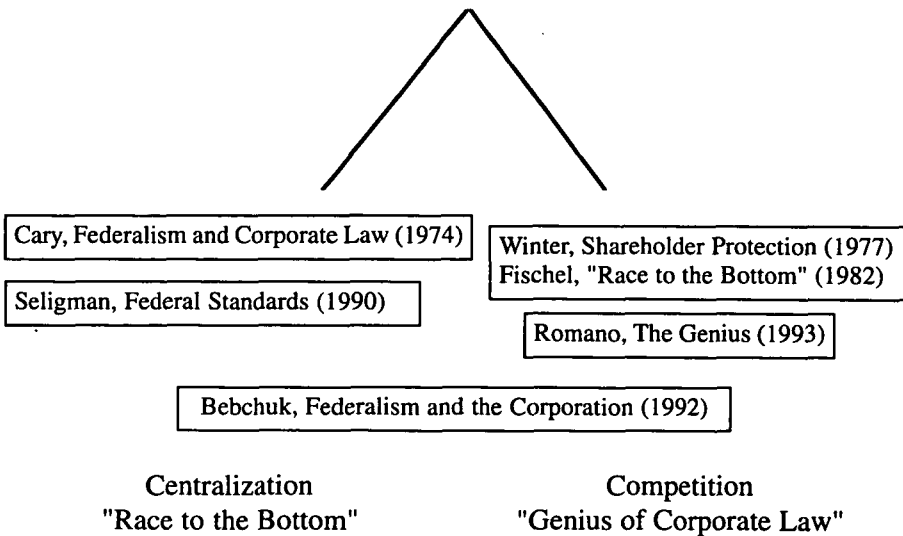 Cary, Federalism and Corporate Law (1974)
Seligman, Federal Standards (1990)
Winter, Shareholder Protection (1977)
Fischel, "Race to the Bottom" (1982)
Romano, The Genius (1993)
Bebchuk, Federalism and the Corporation (1992)
Centralization
"Race to the Bottom"
Competition
"Genius of Corporate Law"